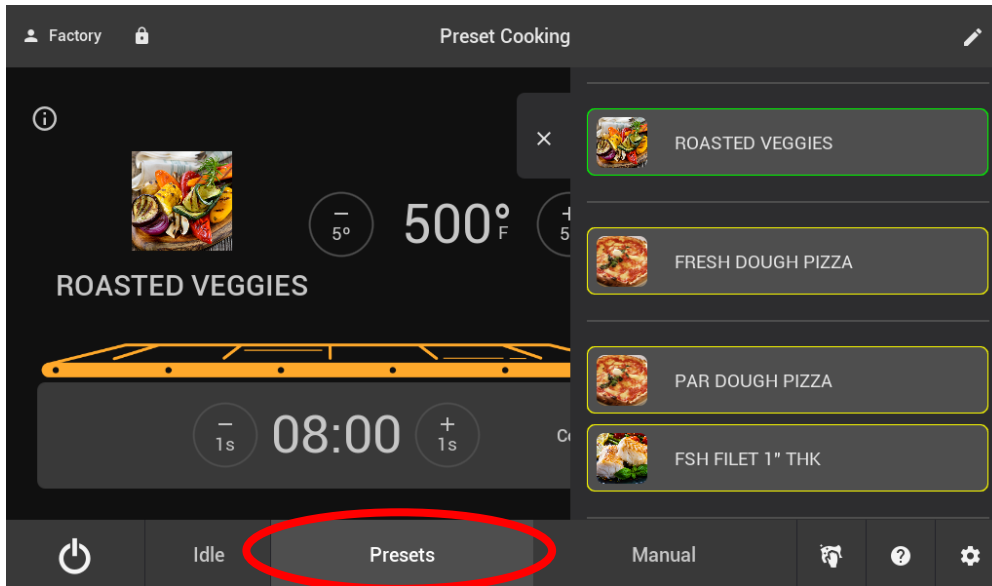 Factory
Preset Cooking
ROASTED VEGGIES
−
5°
500°F
+
5
ROASTED VEGGIES
FRESH DOUGH PIZZA
PAR DOUGH PIZZA
FSH FILET 1" THK
−
1s
08:00
+
1s
Idle
Presets
Manual
?